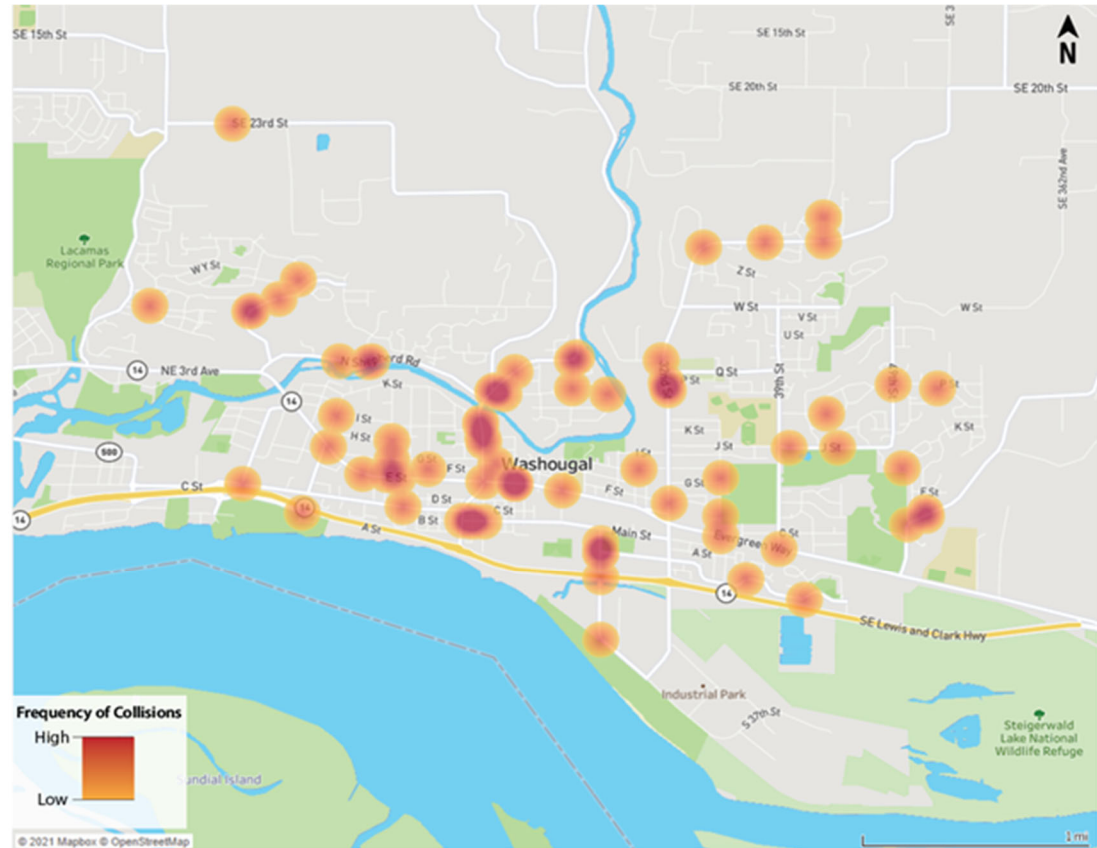 SE 15th St
SE 15th St
N
SE 20th St
SE 20th St
SE 23rd St
SE 362nd Ave
Lacamas
Regional Park
W Y St
Z St
W St
W St
V St
U St
14
NE 3rd Ave
K St
Q St
39th St
14
I St
H St
K St
J St
J St
K St
500
Washougal
F St
E St
G St
F St
F St
C St
D St
C St
B St
A St
14
14
Main St
Evergreen Way
A St
14
SE Lewis and Clark Hwy
Industrial Park
S 37th St
Steigerwald
Lake National
Wildlife Refuge
Frequency of Collisions
High
Low
Sundial Island
© 2021 Mapbox © OpenStreetMap
1 mi